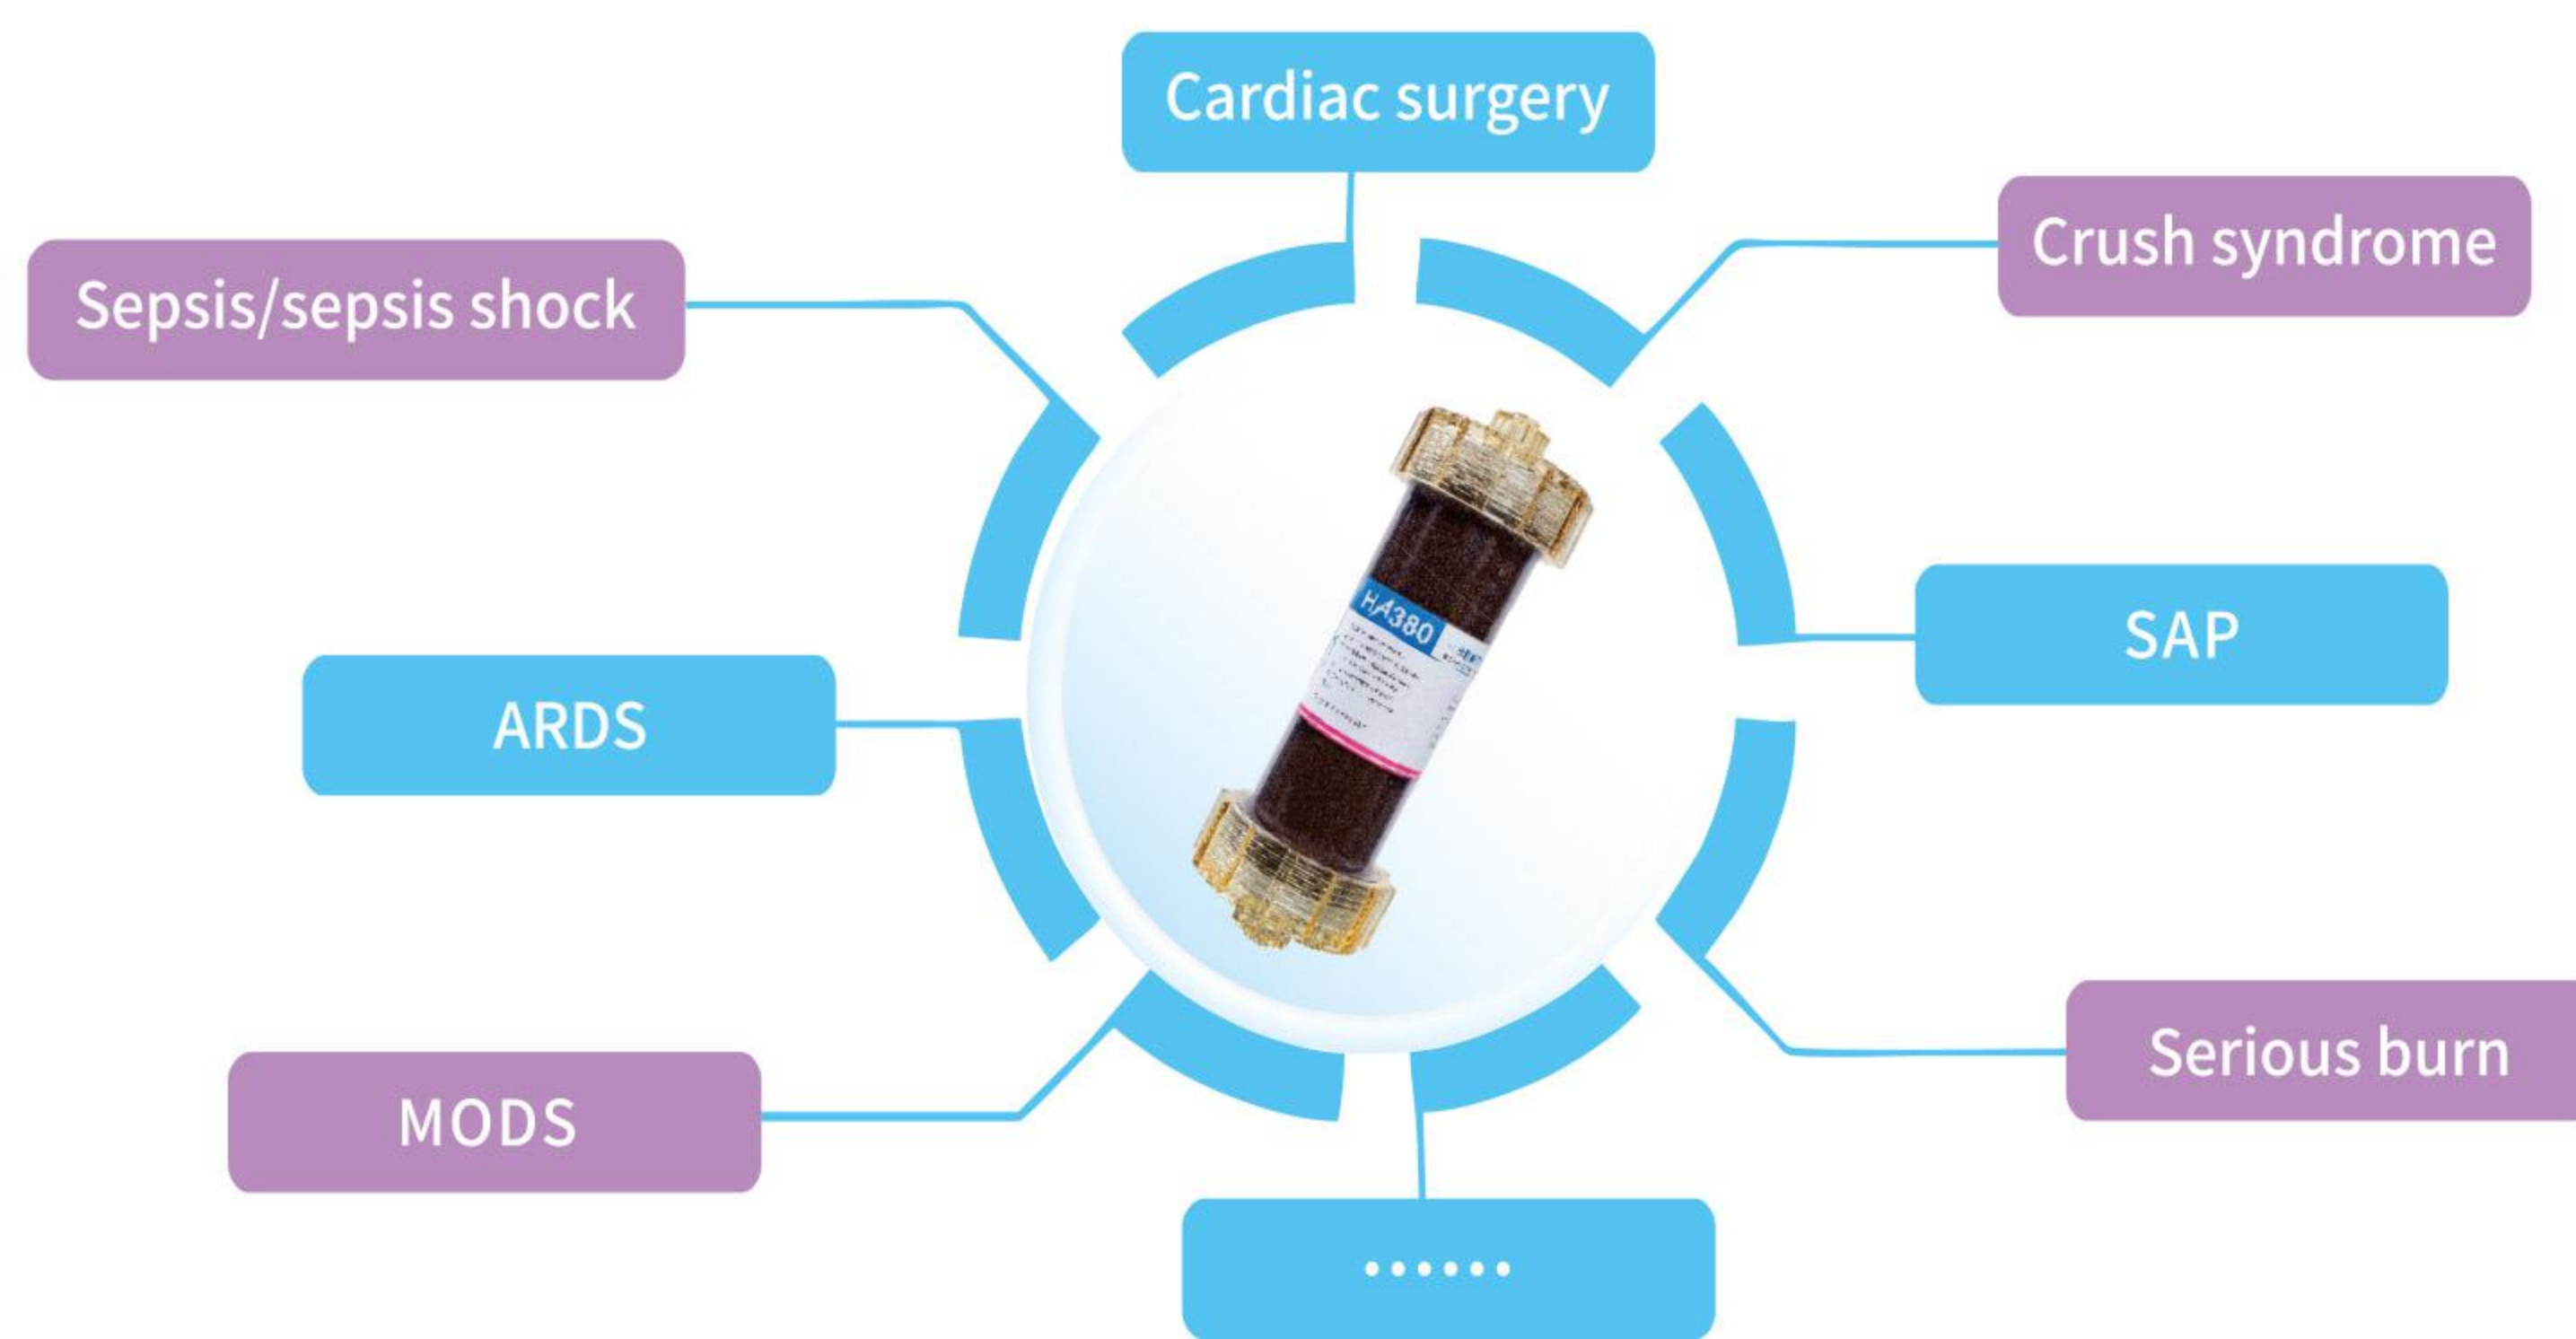 Cardiac surgery
Crush syndrome
Sepsis/sepsis shock
HA380
SAP
ARDS
Serious burn
MODS
......